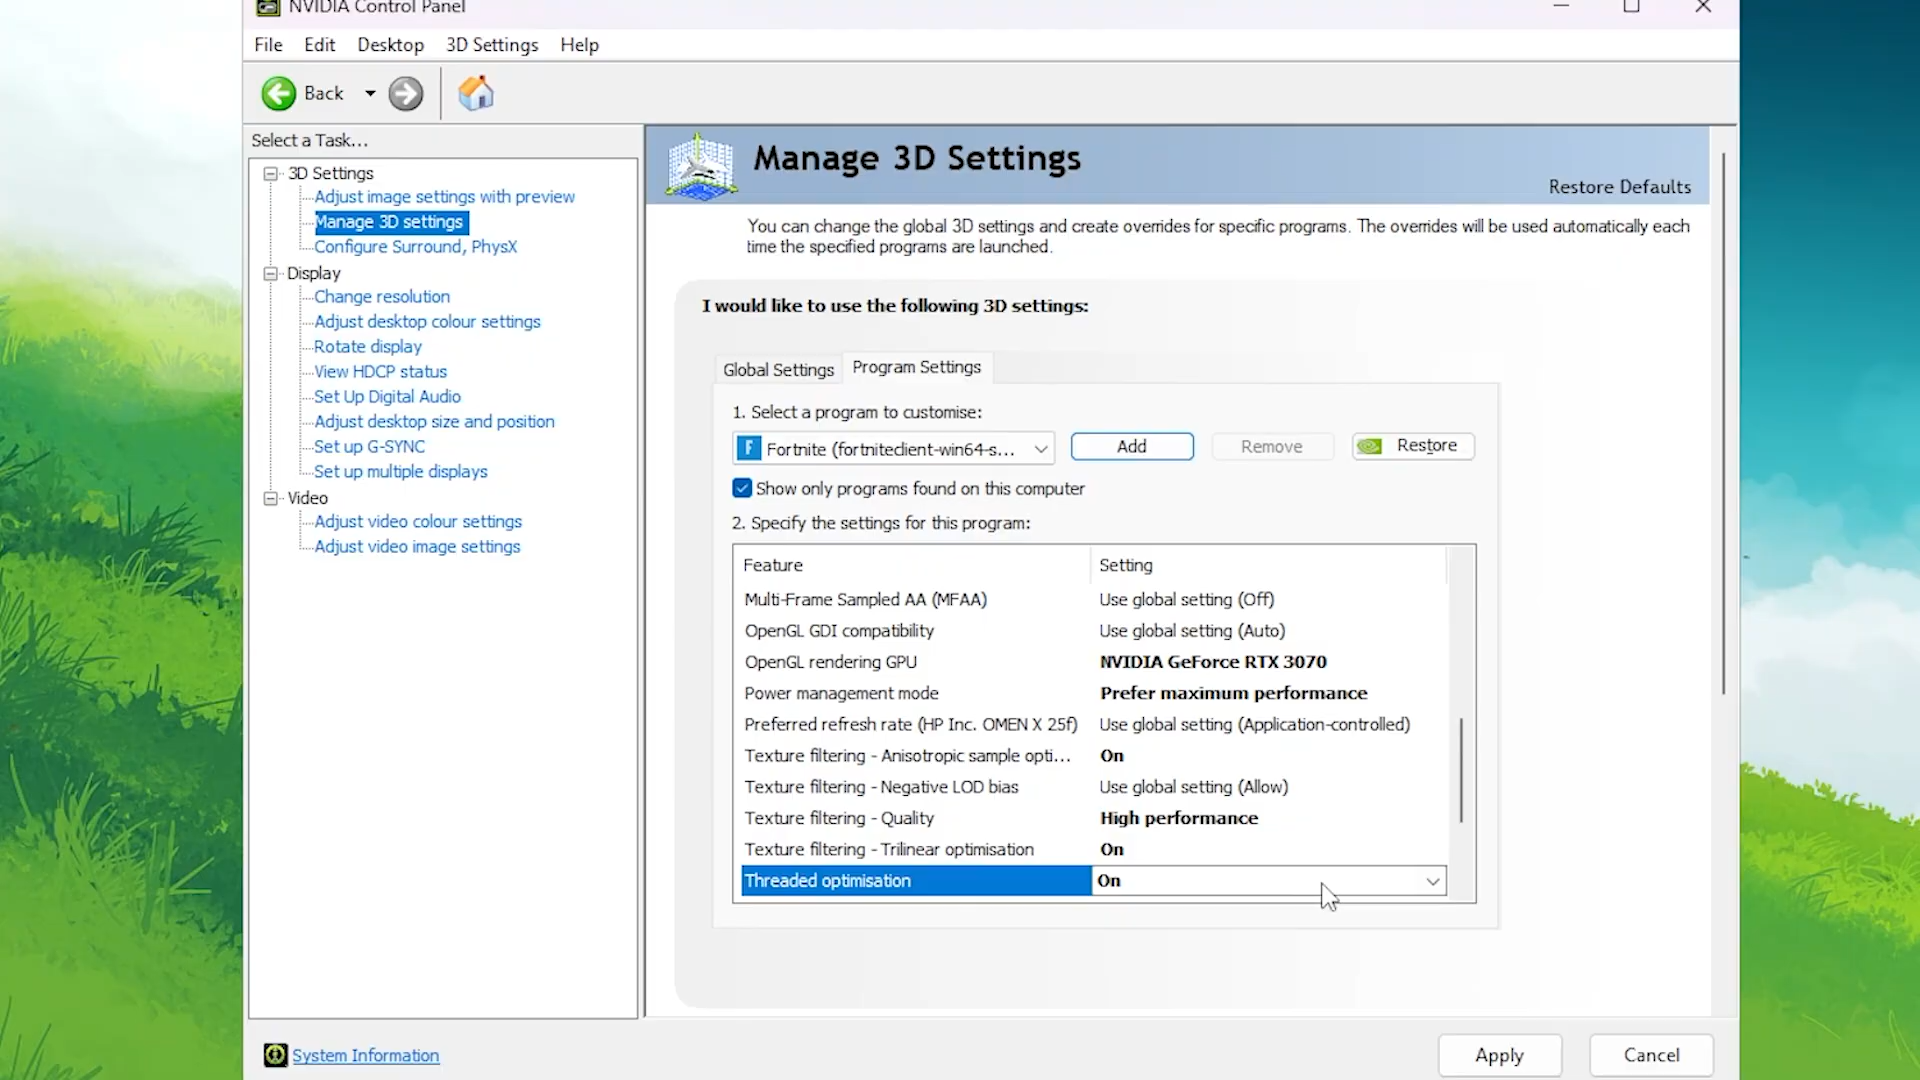 NVIDIA Control Panel
File Edit Desktop 3D Settings Help
Back
Select a Task...
3D Settings
Adjust image settings with preview
Manage 3D settings
Configure Surround, PhysX
Display
Change resolution
Adjust desktop colour settings
Rotate display
View HDCP status
Set Up Digital Audio
Adjust desktop size and position
Set up G-SYNC
Set up multiple displays
Video
Adjust video colour settings
Adjust video image settings
System Information
Manage 3D Settings
Restore Defaults
You can change the global 3D settings and create overrides for specific programs. The overrides will be used automatically each
time the specified programs are launched.
I would like to use the following 3D settings:
Global Settings Program Settings
1. Select a program to customise:
F Fortnite (fortniteclient-win64-s... Add Remove Restore
Show only programs found on this computer
2. Specify the settings for this program:
Feature Setting
Multi-Frame Sampled AA (MFAA) Use global setting (Off)
OpenGL GDI compatibility Use global setting (Auto)
OpenGL rendering GPU NVIDIA GeForce RTX 3070
Power management mode Prefer maximum performance
Preferred refresh rate (HP Inc. OMEN X 25f) Use global setting (Application-controlled)
Texture filtering - Anisotropic sample opti... On
Texture filtering - Negative LOD bias Use global setting (Allow)
Texture filtering - Quality High performance
Texture filtering - Trilinear optimisation On
Threaded optimisation On
Apply Cancel